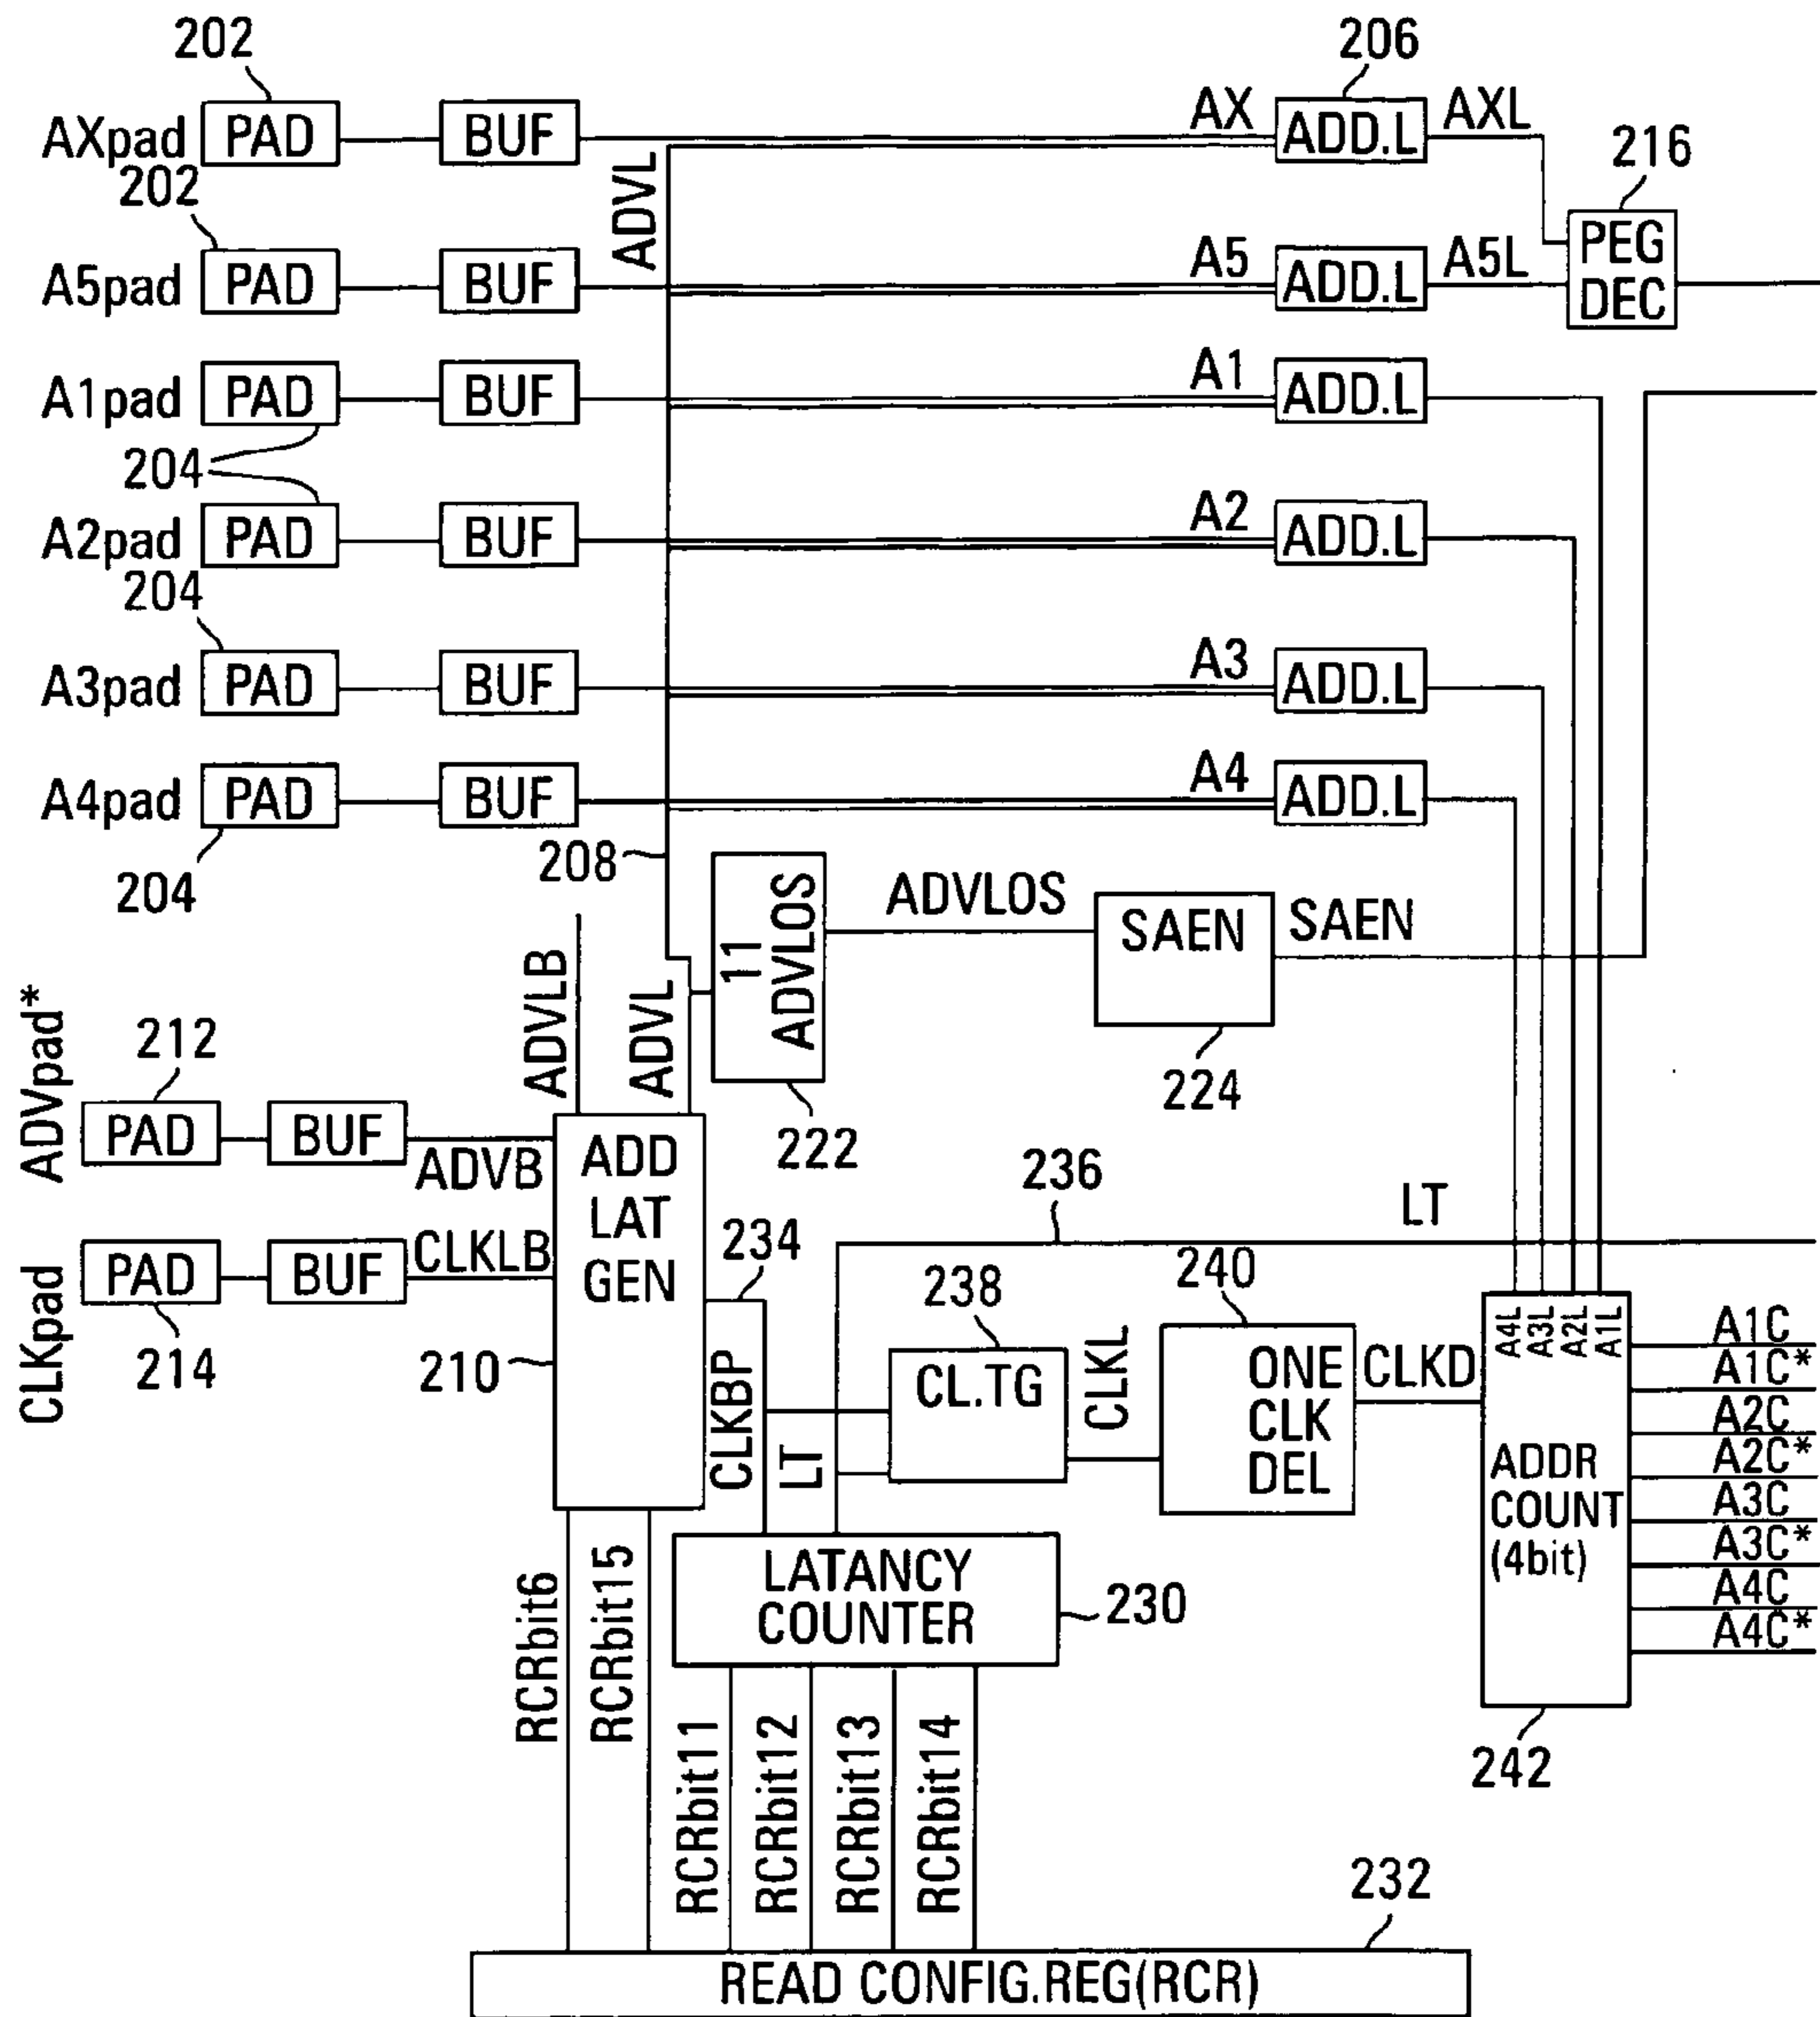 202
206
AXpad PAD BUF AX ADD.L AXL
216
202
ADVL
PEG
DEC
A5pad PAD BUF A5 ADD.L A5L
A1pad PAD BUF A1 ADD.L
204
A2pad PAD BUF A2 ADD.L
204
A3pad PAD BUF A3 ADD.L
A4pad PAD BUF A4 ADD.L
204
208
11
ADVLOS
ADVLOS
SAEN
SAEN
ADVLB
ADVL
224
222
ADVpad*
212
PAD BUF
ADVB
ADD
LAT
GEN
236
LT
234
CLKpad
PAD BUF
CLKLB
214
210
CLKBP
LT
238
CL.TG
CLKL
240
ONE
CLK
DEL
CLKD
A4L
A3L
A2L
A1L
ADDR
COUNT
(4bit)
A1C
A1C*
A2C
A2C*
A3C
A3C*
A4C
A4C*
242
RCRbit6
RCRbit15
LATANCY
COUNTER
230
RCRbit11
RCRbit12
RCRbit13
RCRbit14
232
READ CONFIG.REG(RCR)